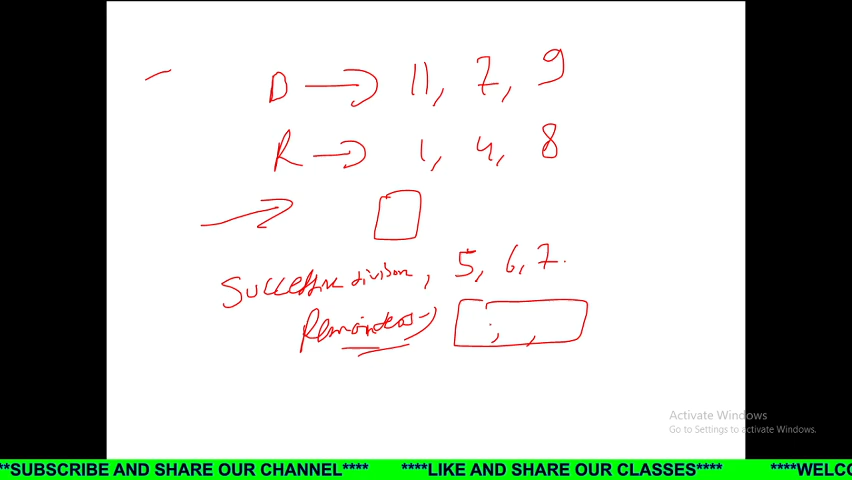 D → 11, 7, 9
R → 1, 4, 8
Successive division, 5, 6, 7.
Remainders → , ,
Activate Windows
Go to Settings to activate Windows.
**SUBSCRIBE AND SHARE OUR CHANNEL**** ****LIKE AND SHARE OUR CLASSES**** ****WELCO